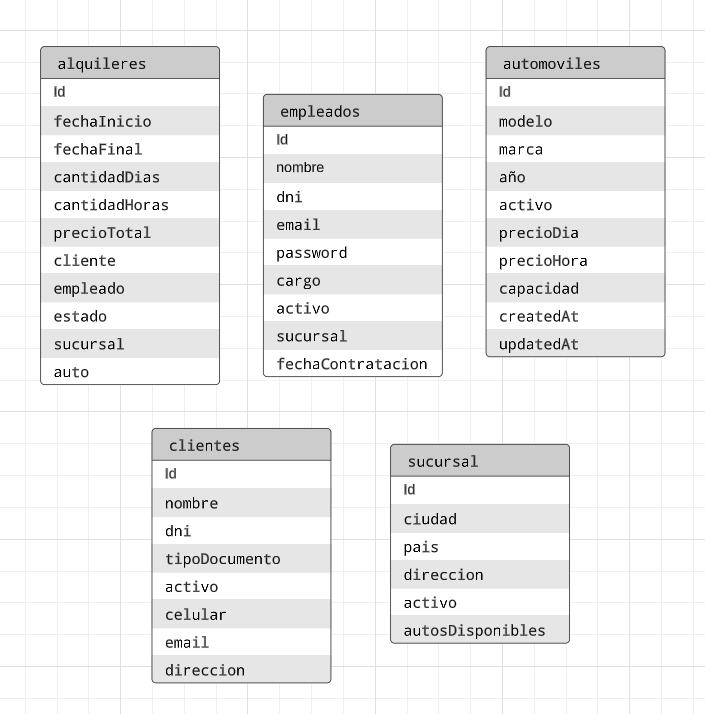 alquileres
Id
fechaInicio
fechaFinal
cantidadDias
cantidadHoras
precioTotal
cliente
empleado
estado
sucursal
auto
empleados
Id
nombre
dni
email
password
cargo
activo
sucursal
fechaContratacion
automoviles
Id
modelo
marca
año
activo
precioDia
precioHora
capacidad
createdAt
updatedAt
clientes
Id
nombre
dni
tipoDocumento
activo
celular
email
direccion
sucursal
Id
ciudad
pais
direccion
activo
autosDisponibles